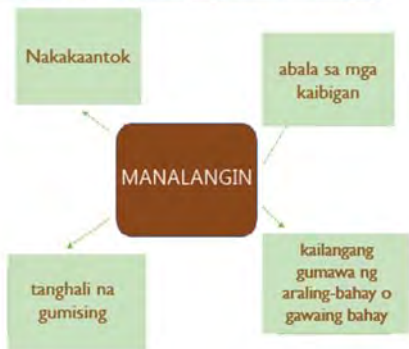 Nakakaantok
abala sa mga
kaibigan
MANALANGIN
tanghali na
gumising
kailangang
gumawa ng
araling-bahay o
gawaing bahay